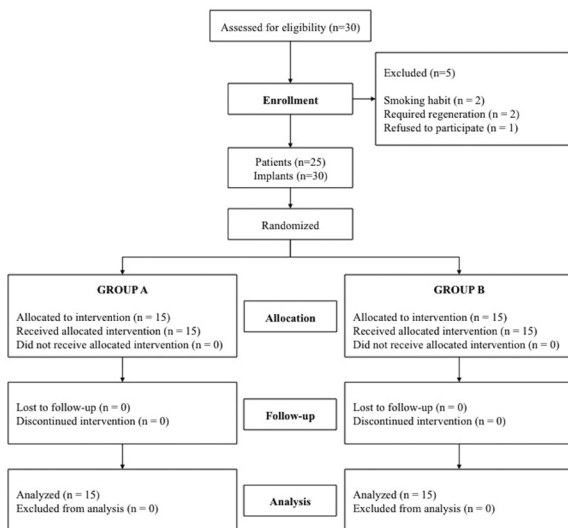 Assessed for eligibility (n=30)
Excluded (n=5)
Smoking habit (n = 2)
Required regeneration (n = 2)
Refused to participate (n = 1)
Enrollment
Patients (n=25)
Implants (n=30)
Randomized
GROUP A
Allocated to intervention (n = 15)
Received allocated intervention (n = 15)
Did not receive allocated intervention (n = 0)
Allocation
GROUP B
Allocated to intervention (n = 15)
Received allocated intervention (n = 15)
Did not receive allocated intervention (n = 0)
Lost to follow-up (n = 0)
Discontinued intervention (n = 0)
Follow-up
Lost to follow-up (n = 0)
Discontinued intervention (n = 0)
Analyzed (n = 15)
Excluded from analysis (n = 0)
Analysis
Analyzed (n = 15)
Excluded from analysis (n = 0)